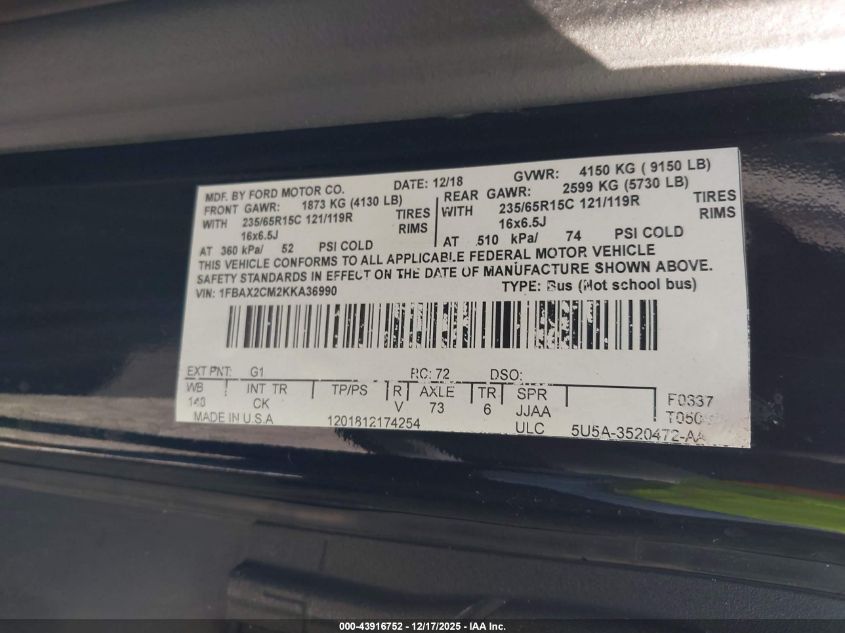 MFD. BY FORD MOTOR CO. DATE: 12/18 GVWR: 4150 KG ( 9150 LB)
FRONT GAWR: 1873 KG (4130 LB) REAR GAWR: 2599 KG (5730 LB)
WITH 235/65R15C 121/119R TIRES WITH 235/65R15C 121/119R TIRES
16x6.5J RIMS 16x6.5J RIMS
AT 360 kPa/ 52 PSI COLD AT 510 kPa/ 74 PSI COLD
THIS VEHICLE CONFORMS TO ALL APPLICABLE FEDERAL MOTOR VEHICLE
SAFETY STANDARDS IN EFFECT ON THE DATE OF MANUFACTURE SHOWN ABOVE.
VIN: 1FBAX2CM2KKA36990 TYPE: Bus (Not school bus)
EXT PNT: G1 RC: 72 DSO:
WB INT TR TP/PS R AXLE TR SPR F0337
148 CK V 73 6 JJAA T050
MADE IN U.S.A 1201812174254 ULC 5U5A-3520472-AA
000-43916752 - 12/17/2025 - IAA Inc.